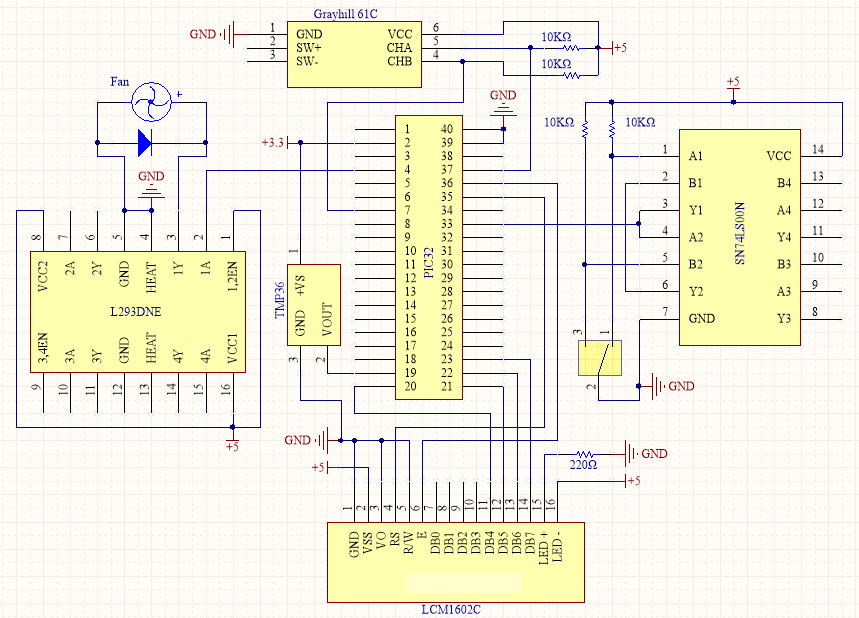 Grayhill 61C
GND 1 GND VCC 6
2 SW+ CHA 5
3 SW- CHB 4
10KΩ
10KΩ
+5
Fan
+
GND
+3.3
GND
1 40
2 39
3 38
4 37
5 36
6 35
7 34
8 33
9 32
10 31
11 30
12 29
13 28
14 27
15 26
16 25
17 24
18 23
19 22
20 21
PIC32
+5
10KΩ 10KΩ
1 A1 VCC 14
2 B1 B4 13
3 Y1 A4 12
4 A2 Y4 11
5 B2 B3 10
6 Y2 A3 9
7 GND Y3 8
SN74LS00N
3 1
2
GND
8 7 6 5 4 3 2 1
VCC2 2A 2Y GND HEAT 1Y 1A 1,2EN
L293DNE
3,4EN 3A 3Y GND HEAT 4Y 4A VCC1
9 10 11 12 13 14 15 16
+5
1
+VS
TMP36
GND VOUT
3 2
GND
+5
220Ω
GND
+5
1 2 3 4 5 6 7 8 9 10 11 12 13 14 15 16
GND VSS VO RS R/W E DB0 DB1 DB2 DB3 DB4 DB5 DB6 DB7 LED + LED -
LCM1602C